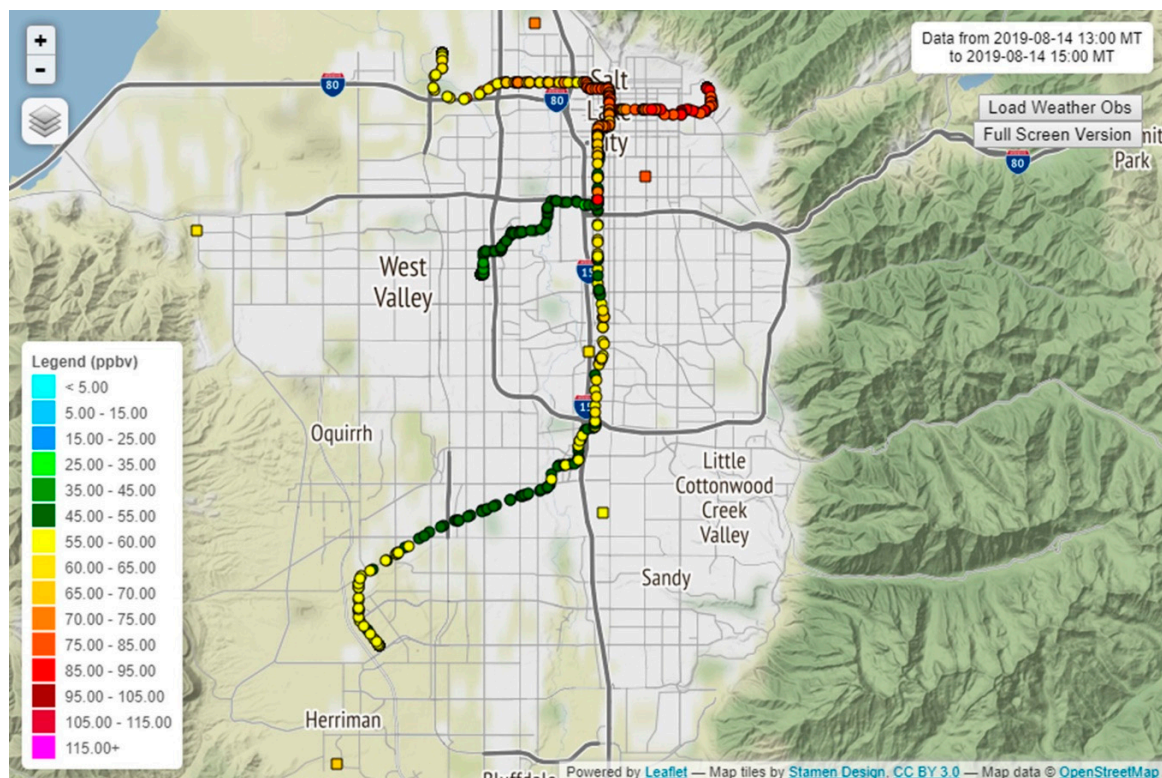 +
-
Data from 2019-08-14 13:00 MT
to 2019-08-14 15:00 MT
Load Weather Obs
Full Screen Version
80
80
80
Salt
Lake
City
Park
West
Valley
15
15
Legend (ppbv)
< 5.00
5.00 - 15.00
15.00 - 25.00
25.00 - 35.00
35.00 - 45.00
45.00 - 55.00
55.00 - 60.00
60.00 - 65.00
65.00 - 70.00
70.00 - 75.00
75.00 - 85.00
85.00 - 95.00
95.00 - 105.00
105.00 - 115.00
115.00+
Oquirrh
Little
Cottonwood
Creek
Valley
Sandy
Herriman
Bluffdale
Powered by Leaflet — Map tiles by Stamen Design, CC BY 3.0 — Map data © OpenStreetMap